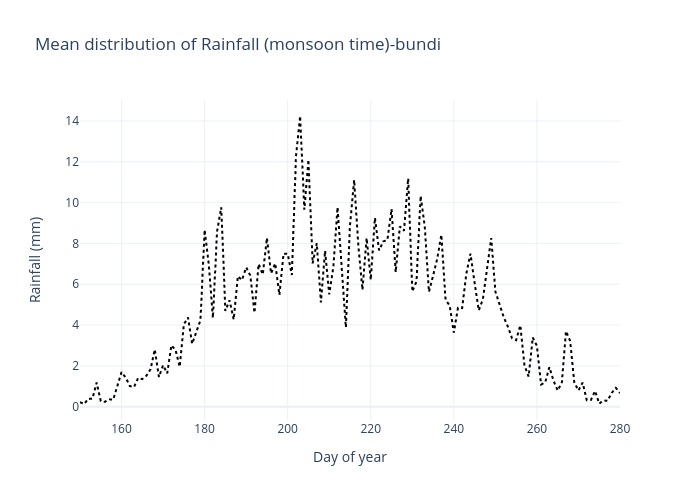 Mean distribution of Rainfall (monsoon time)-bundi
Rainfall (mm)
14
12
10
8
6
4
2
0
160 180 200 220 240 260 280
Day of year